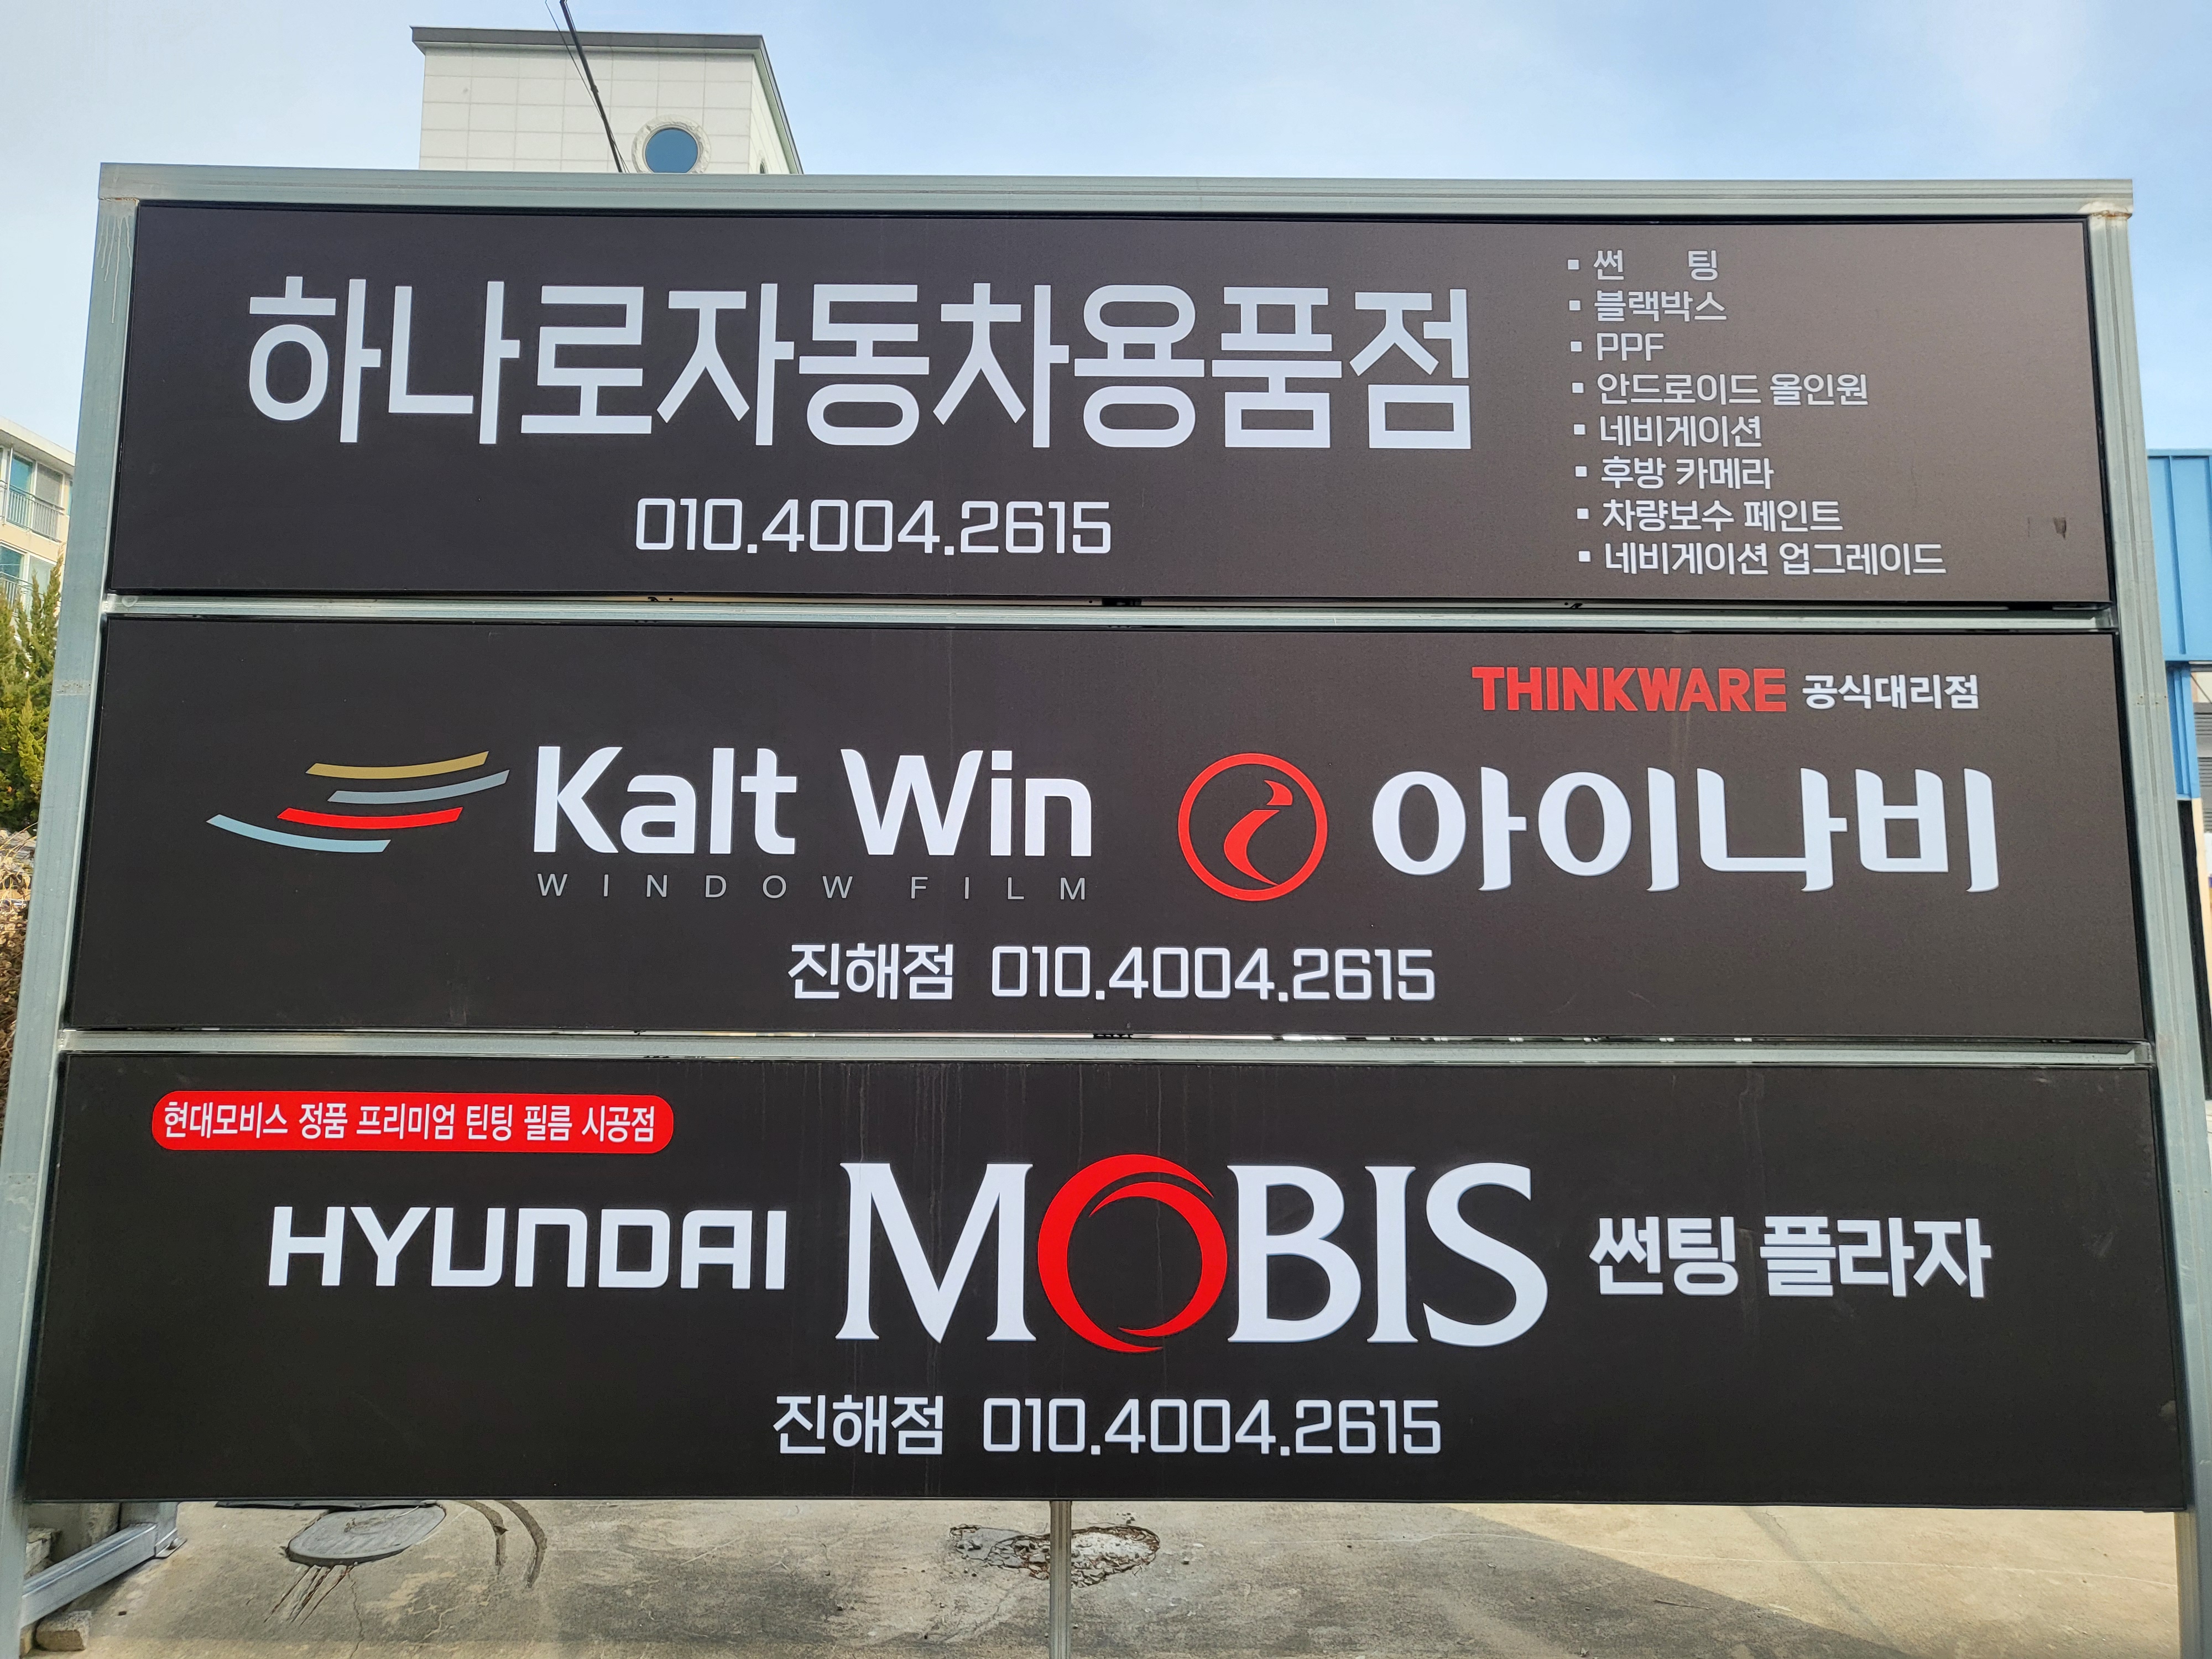 하나로자동차용품점
010.4004.2615
▪ 썬 팅
▪ 블랙박스
▪ PPF
▪ 안드로이드 올인원
▪ 네비게이션
▪ 후방 카메라
▪ 차량보수 페인트
▪ 네비게이션 업그레이드
THINKWARE 공식대리점
Kalt Win
WINDOW FILM
아이나비
진해점 010.4004.2615
현대모비스 정품 프리미엄 틴팅 필름 시공점
HYUNDAI MOBIS 썬팅 플라자
진해점 010.4004.2615